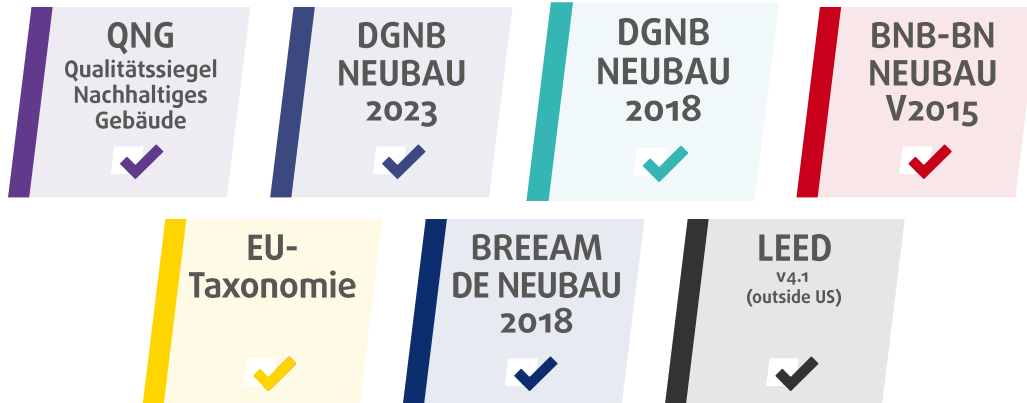 QNG
Qualitätssiegel
Nachhaltiges
Gebäude
DGNB
NEUBAU
2023
DGNB
NEUBAU
2018
BNB-BN
NEUBAU
V2015
EU-
Taxonomie
BREEAM
DE NEUBAU
2018
LEED
v4.1
(outside US)